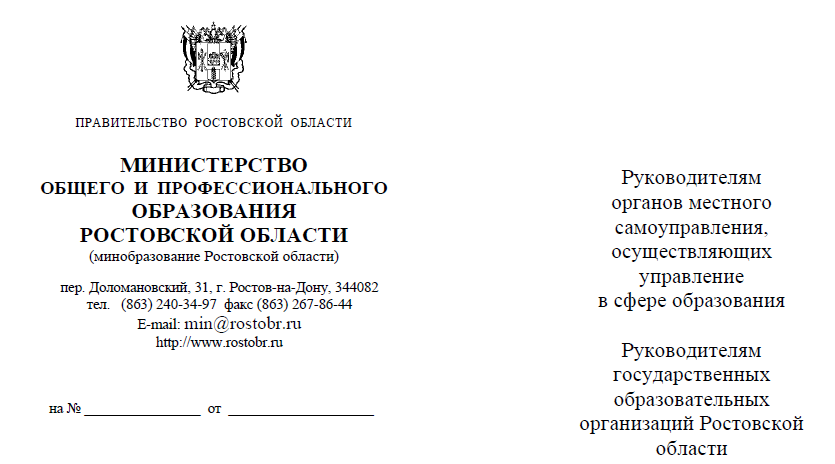 ПРАВИТЕЛЬСТВО РОСТОВСКОЙ ОБЛАСТИ
МИНИСТЕРСТВО
ОБЩЕГО И ПРОФЕССИОНАЛЬНОГО
ОБРАЗОВАНИЯ
РОСТОВСКОЙ ОБЛАСТИ
(минобразование Ростовской области)
пер. Доломановский, 31, г. Ростов-на-Дону, 344082
тел. (863) 240-34-97 факс (863) 267-86-44
E-mail: min@rostobr.ru
http://www.rostobr.ru
на № _________________ от _____________________
Руководителям
органов местного
самоуправления,
осуществляющих
управление
в сфере образования
Руководителям
государственных
образовательных
организаций Ростовской
области